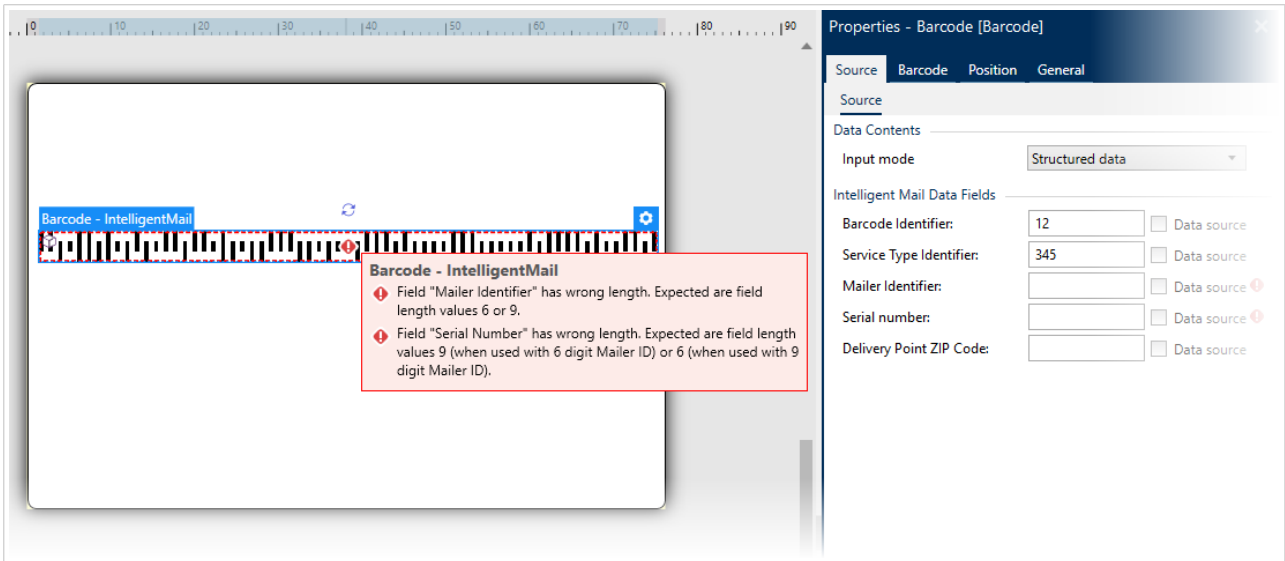 0 10 20 30 40 50 60 70 80 90
Barcode - IntelligentMail
Barcode - IntelligentMail
Field "Mailer Identifier" has wrong length. Expected are field
length values 6 or 9.
Field "Serial Number" has wrong length. Expected are field length
values 9 (when used with 6 digit Mailer ID) or 6 (when used with 9
digit Mailer ID).
Properties - Barcode [Barcode]
Source Barcode Position General
Source
Data Contents
Input mode Structured data
Intelligent Mail Data Fields
Barcode Identifier: 12 Data source
Service Type Identifier: 345 Data source
Mailer Identifier: Data source
Serial number: Data source
Delivery Point ZIP Code: Data source